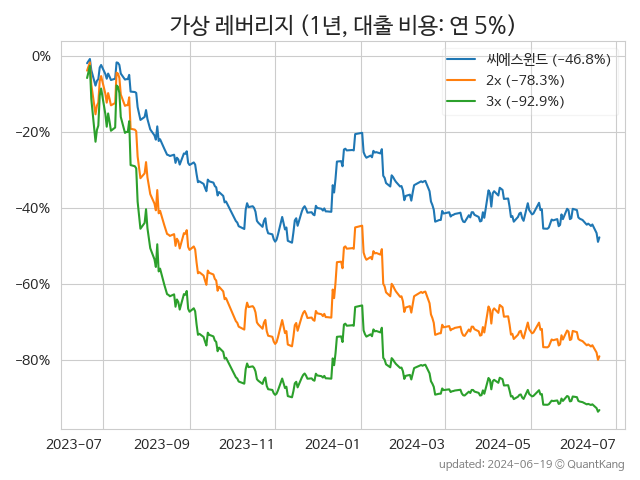 가상 레버리지 (1년, 대출 비용: 연 5%)
씨에스윈드 (−46.8%)
2x (−78.3%)
3x (−92.9%)
0%
−20%
−40%
−60%
−80%
2023-07 2023-09 2023-11 2024-01 2024-03 2024-05 2024-07
updated: 2024-06-19 © QuantKang